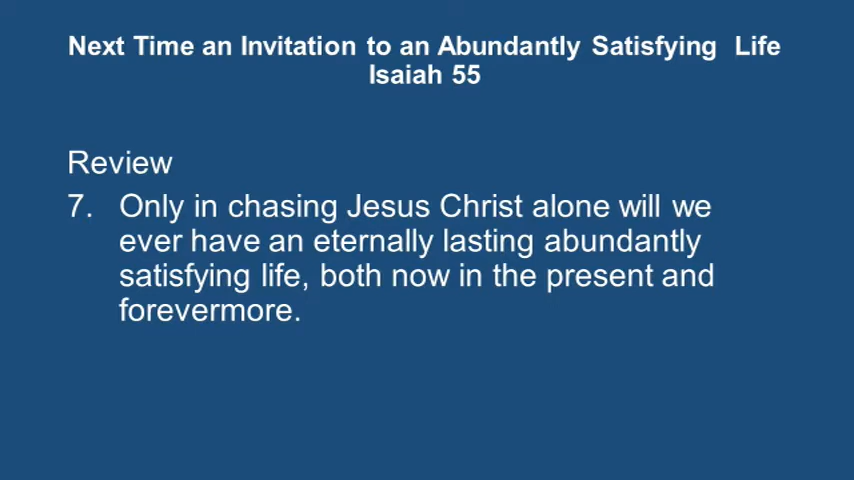 Next Time an Invitation to an Abundantly Satisfying Life
Isaiah 55
Review
7. Only in chasing Jesus Christ alone will we
ever have an eternally lasting abundantly
satisfying life, both now in the present and
forevermore.